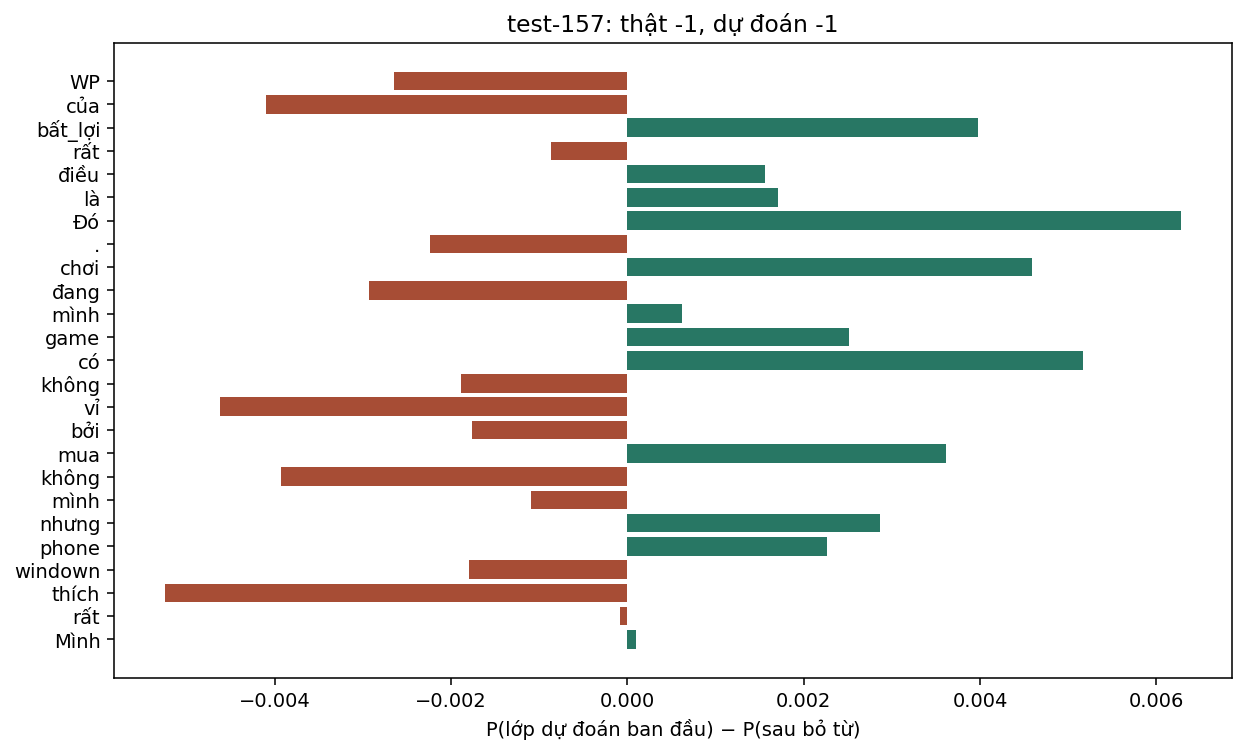 test-157: thật -1, dự đoán -1
WP
của
bất_lợi
rất
điều
là
Đó
.
chơi
đang
mình
game
có
không
vỉ
bởi
mua
không
mình
nhưng
phone
windown
thích
rất
Mình
−0.004 −0.002 0.000 0.002 0.004 0.006
P(lớp dự đoán ban đầu) − P(sau bỏ từ)